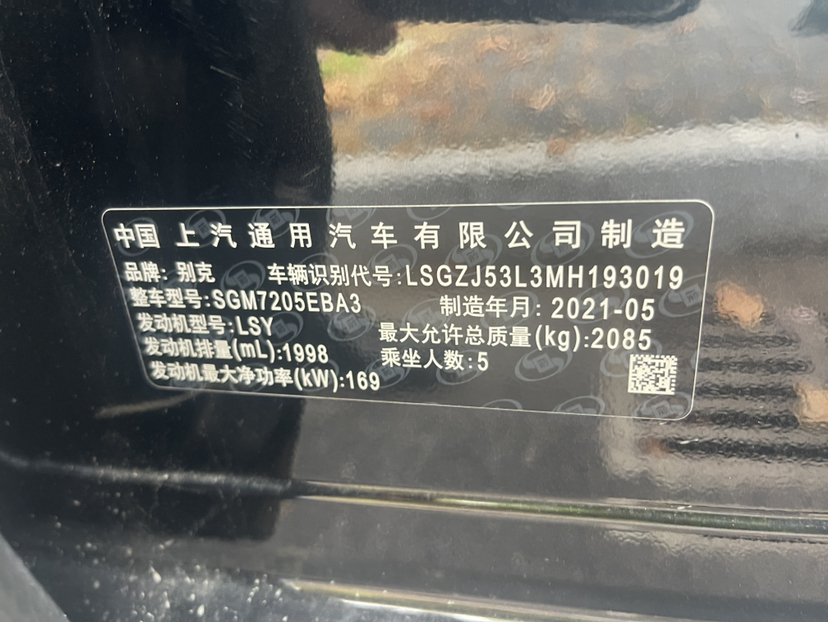 中国上汽通用汽车有限公司制造
品牌: 别克 车辆识别代号:LSGZJ53L3MH193019
整车型号:SGM7205EBA3 制造年月: 2021-05
发动机型号:LSY 最大允许总质量(kg):2085
发动机排量(mL):1998 乘坐人数:5
发动机最大净功率(kW):169